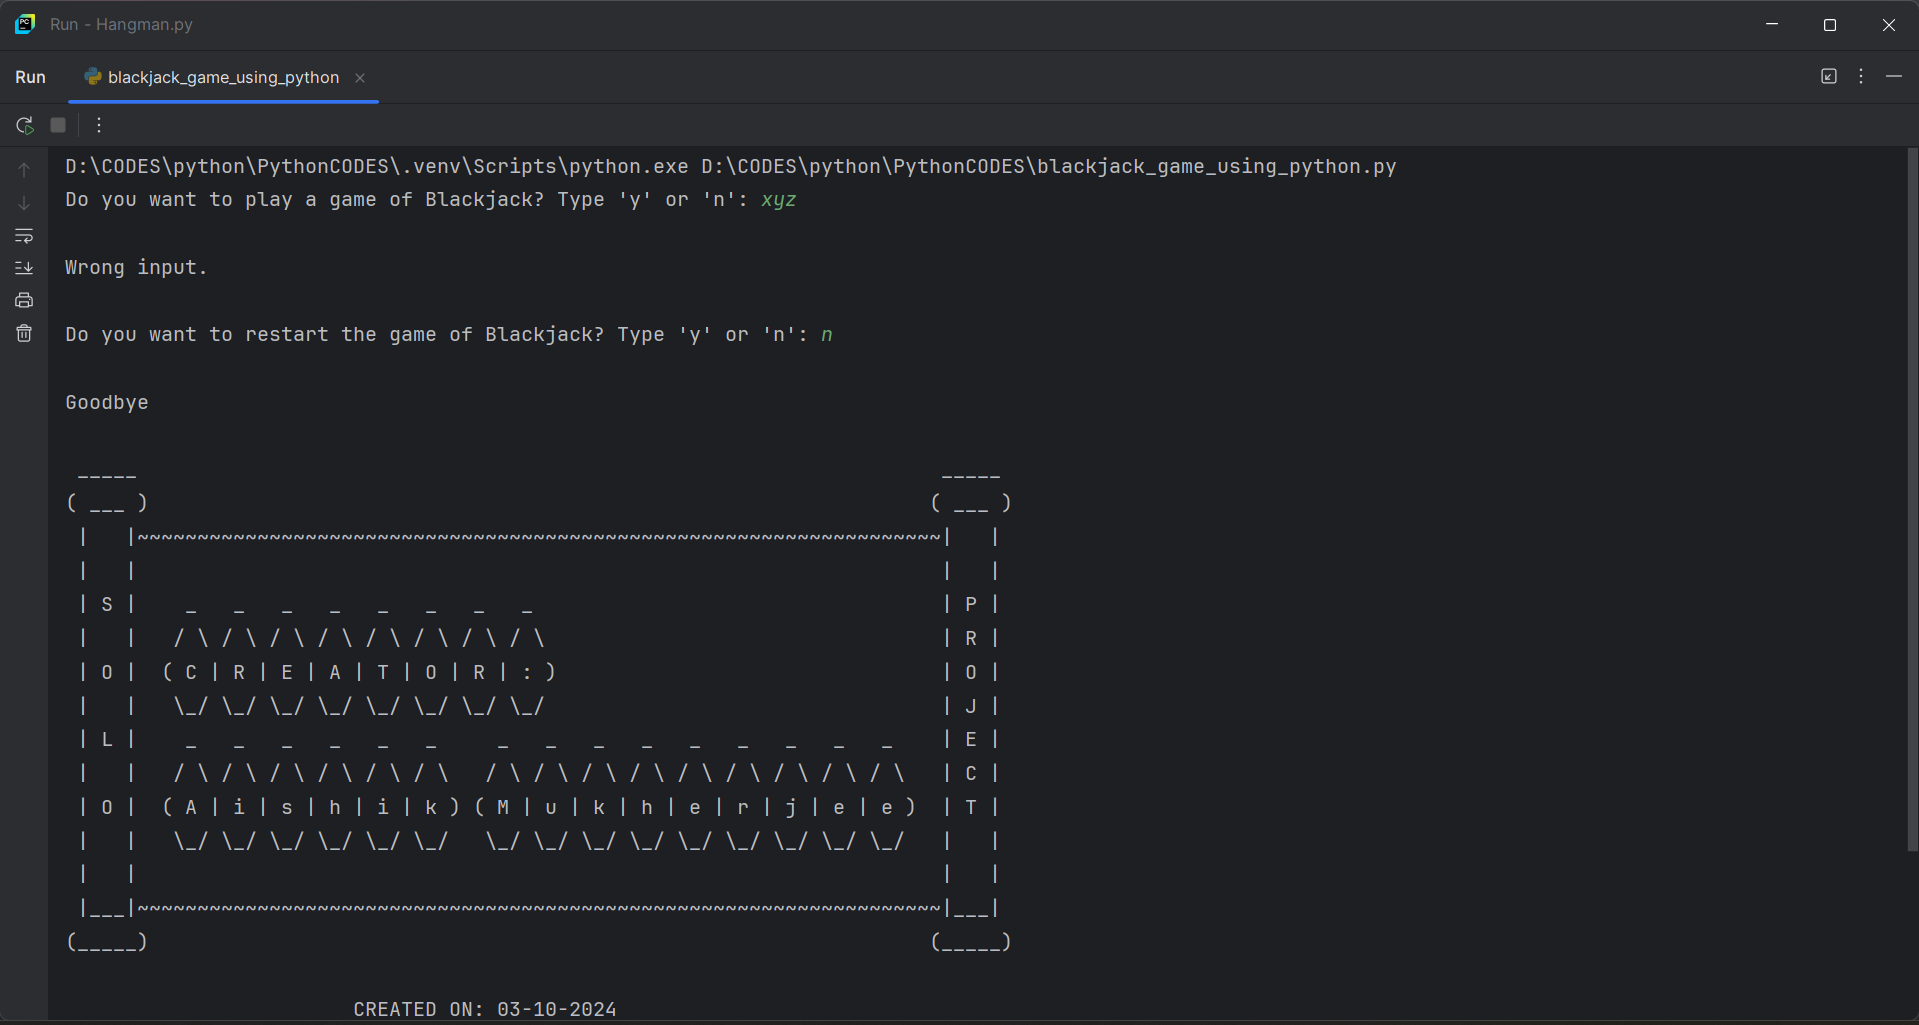 Run - Hangman.py
Run blackjack_game_using_python
D:\CODES\python\PythonCODES\.venv\Scripts\python.exe D:\CODES\python\PythonCODES\blackjack_game_using_python.py
Do you want to play a game of Blackjack? Type 'y' or 'n': xyz
Wrong input.
Do you want to restart the game of Blackjack? Type 'y' or 'n': n
Goodbye
 _____                                                                   _____
( ___ )                                                                 ( ___ )
 |   |~~~~~~~~~~~~~~~~~~~~~~~~~~~~~~~~~~~~~~~~~~~~~~~~~~~~~~~~~~~~~~~~~~~|   |
 |   |                                                                   |   |
 | S |    _   _   _   _   _   _   _   _                                  | P |
 |   |   / \ / \ / \ / \ / \ / \ / \ / \                                 | R |
 | O |  ( C | R | E | A | T | O | R | : )                                | O |
 |   |   \_/ \_/ \_/ \_/ \_/ \_/ \_/ \_/                                 | J |
 | L |    _   _   _   _   _   _     _   _   _   _   _   _   _   _   _    | E |
 |   |   / \ / \ / \ / \ / \ / \   / \ / \ / \ / \ / \ / \ / \ / \ / \   | C |
 | O |  ( A | i | s | h | i | k ) ( M | u | k | h | e | r | j | e | e )  | T |
 |   |   \_/ \_/ \_/ \_/ \_/ \_/   \_/ \_/ \_/ \_/ \_/ \_/ \_/ \_/ \_/   |   |
 |   |                                                                   |   |
 |___|~~~~~~~~~~~~~~~~~~~~~~~~~~~~~~~~~~~~~~~~~~~~~~~~~~~~~~~~~~~~~~~~~~~|___|
(_____)                                                                 (_____)
CREATED ON: 03-10-2024